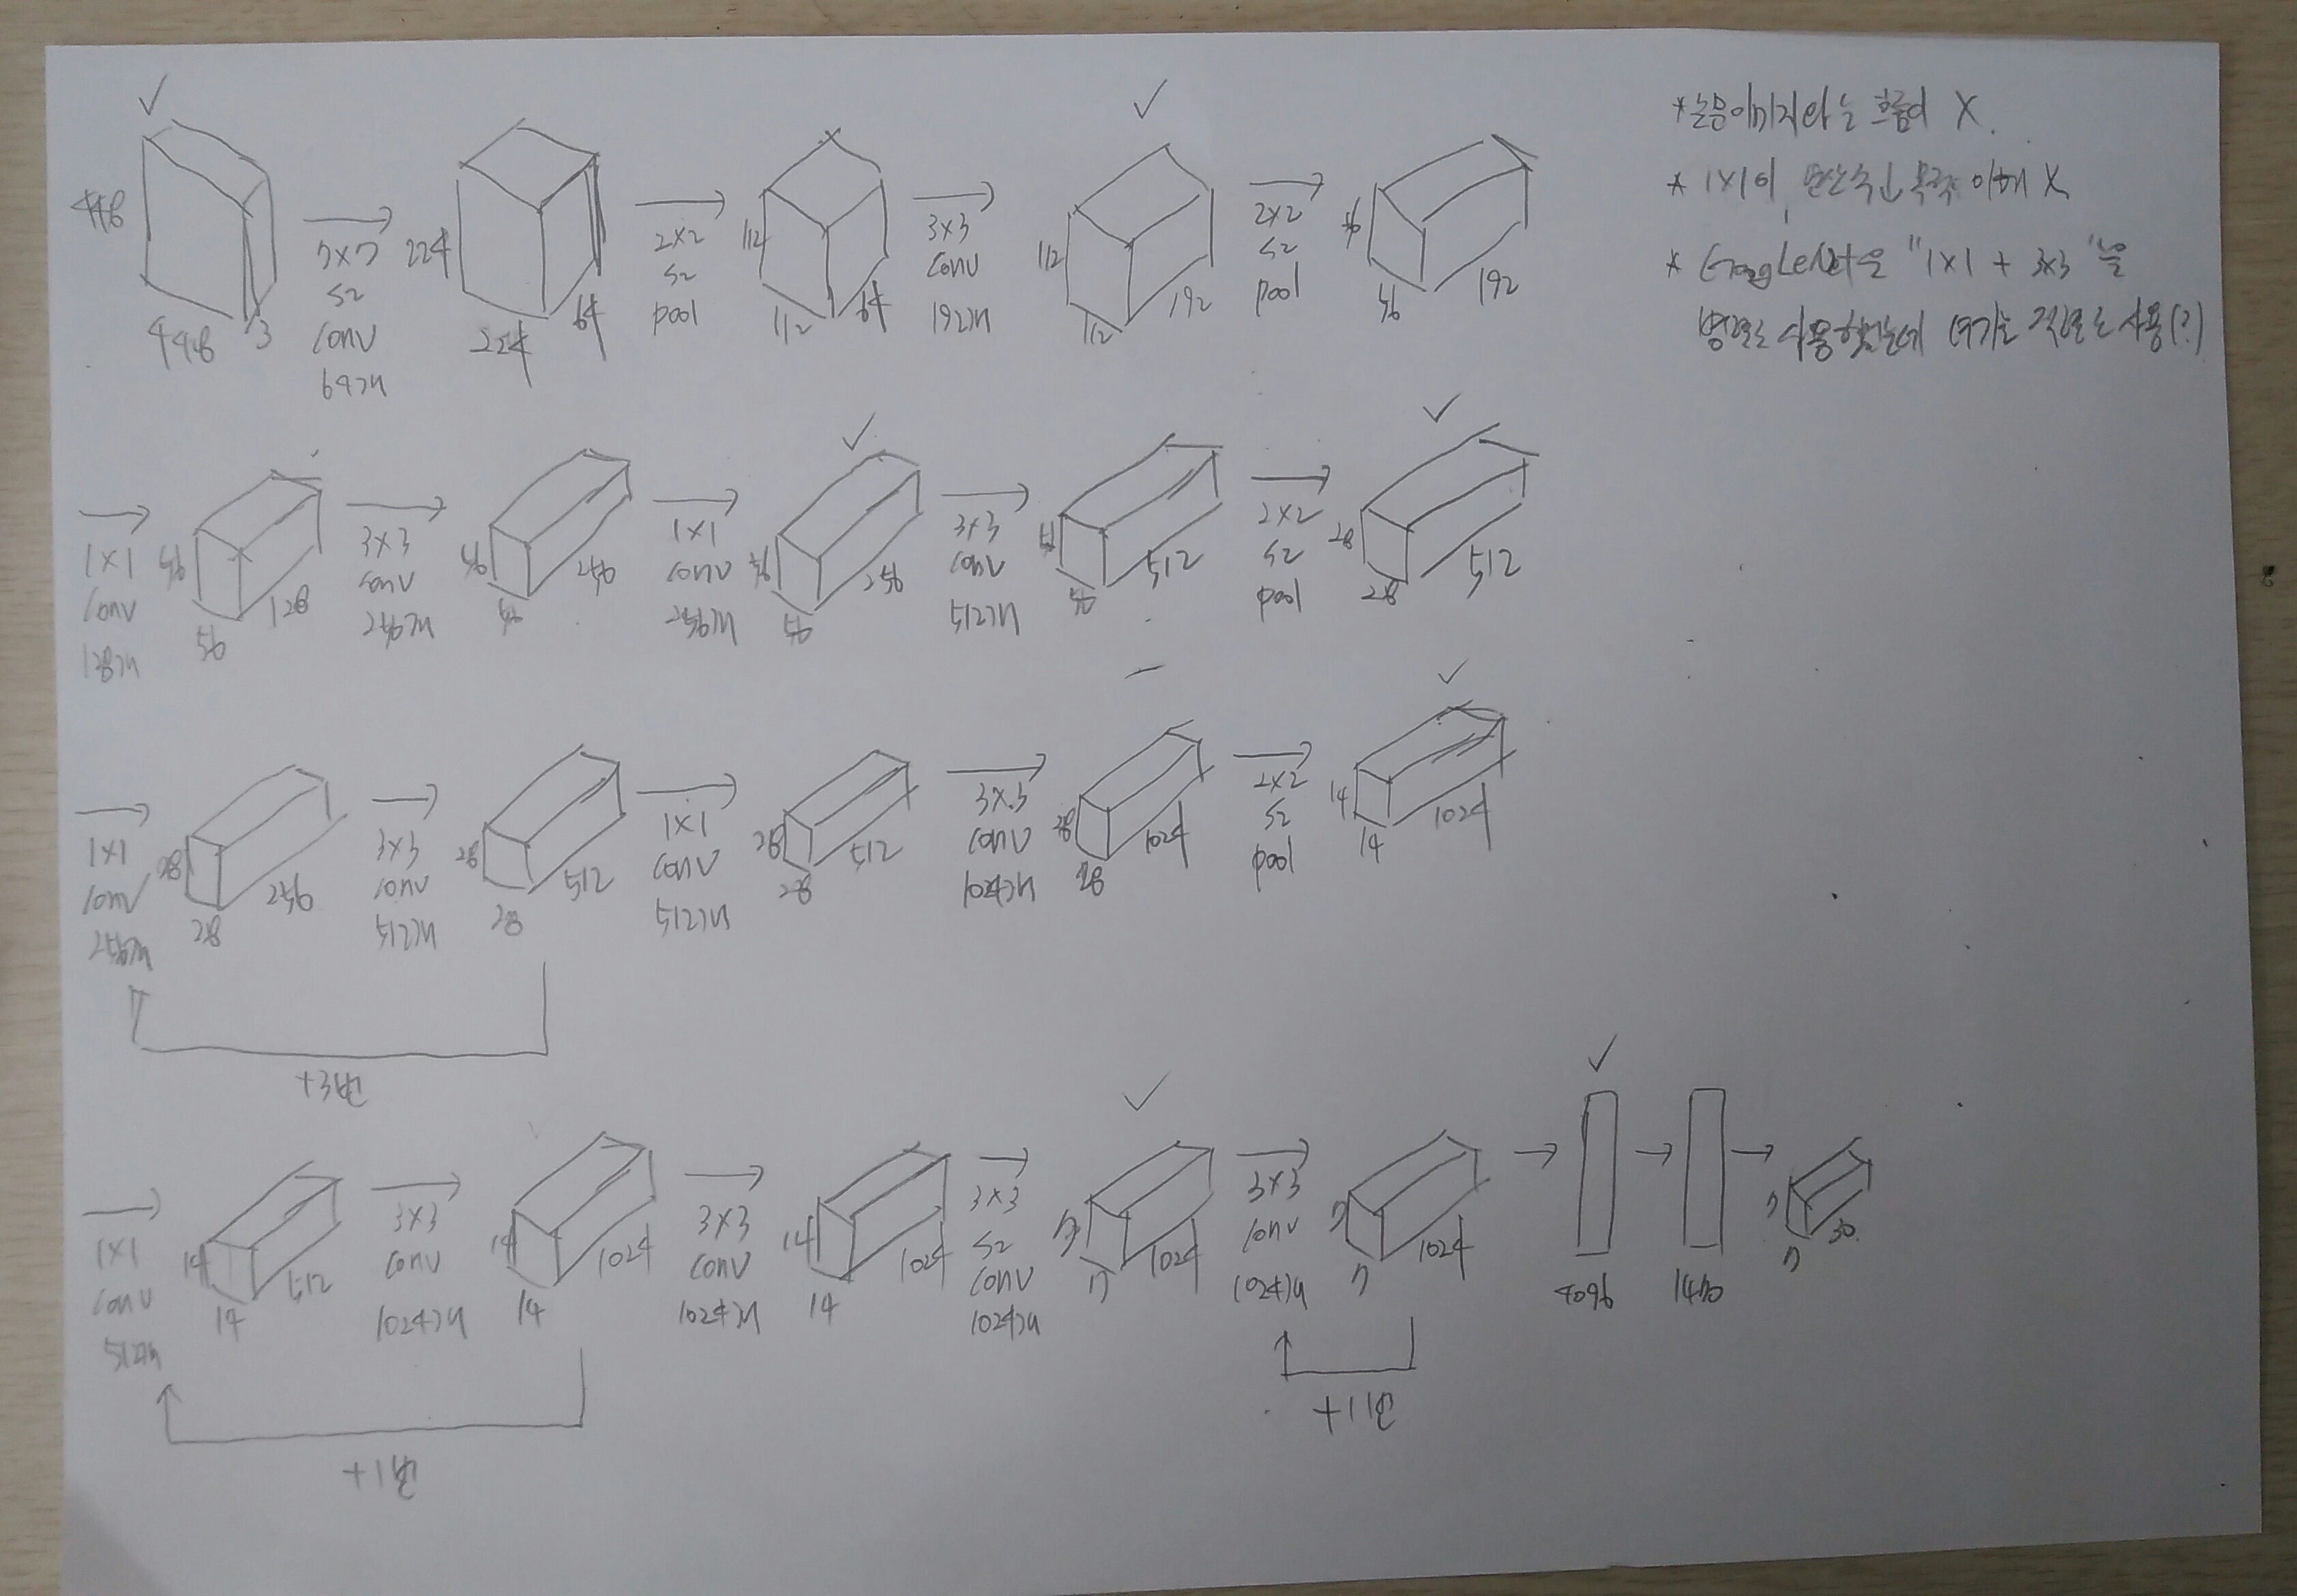 ✓
✓
448
448
3
7×7
s2
conv
64개
224
224
64
2×2
s2
pool
112
112
64
3×3
conv
192개
112
112
192
2×2
s2
pool
56
56
192
* 논문이미지와는 흐름이 X.
* 1×1이 연산수 이해 X
* GoogLeNet은 "1×1 + 3×3"을
병렬로 사용했는데 여기는 직렬로 사용(?)
✓
✓
1×1
conv
128개
56
56
128
3×3
conv
256개
56
56
256
1×1
conv
256개
56
56
256
3×3
conv
512개
56
56
512
2×2
s2
pool
28
28
512
✓
1×1
conv
256개
28
28
256
3×3
conv
512개
28
28
512
1×1
conv
512개
28
28
512
3×3
conv
1024개
28
28
1024
2×2
s2
pool
14
14
1024
+3번
✓
✓
1×1
conv
512개
14
14
512
3×3
conv
1024개
14
14
1024
3×3
conv
1024개
14
14
1024
3×3
s2
conv
1024개
7
7
1024
3×3
conv
1024개
7
7
1024
4096
1470
7
7
30
+1번
+1번